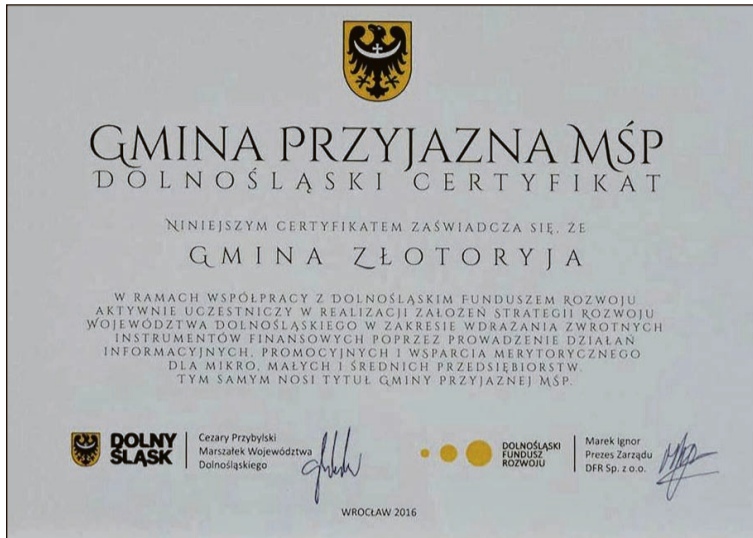 GMINA PRZYJAZNA MŚP
DOLNOŚLĄSKI CERTYFIKAT
NINIEJSZYM CERTYFIKATEM ZAŚWIADCZA SIĘ, ŻE
GMINA ZŁOTORYJA
W RAMACH WSPÓŁPRACY Z DOLNOŚLĄSKIM FUNDUSZEM ROZWOJU
AKTYWNIE UCZESTNICZY W REALIZACJI ZAŁOŻEŃ STRATEGII ROZWOJU
WOJEWÓDZTWA DOLNOŚLĄSKIEGO W ZAKRESIE WDRAŻANIA ZWROTNYCH
INSTRUMENTÓW FINANSOWYCH POPRZEZ PROWADZENIE DZIAŁAŃ
INFORMACYJNYCH, PROMOCYJNYCH I WSPARCIA MERYTORYCZNEGO
DLA MIKRO, MAŁYCH I ŚREDNICH PRZEDSIĘBIORSTW.
TYM SAMYM NOSI TYTUŁ GMINY PRZYJAZNEJ MŚP.
DOLNY
ŚLĄSK
Cezary Przybylski
Marszałek Województwa
Dolnośląskiego
DOLNOŚLĄSKI
FUNDUSZ
ROZWOJU
Marek Ignor
Prezes Zarządu
DFR Sp. z o.o.
WROCŁAW 2016